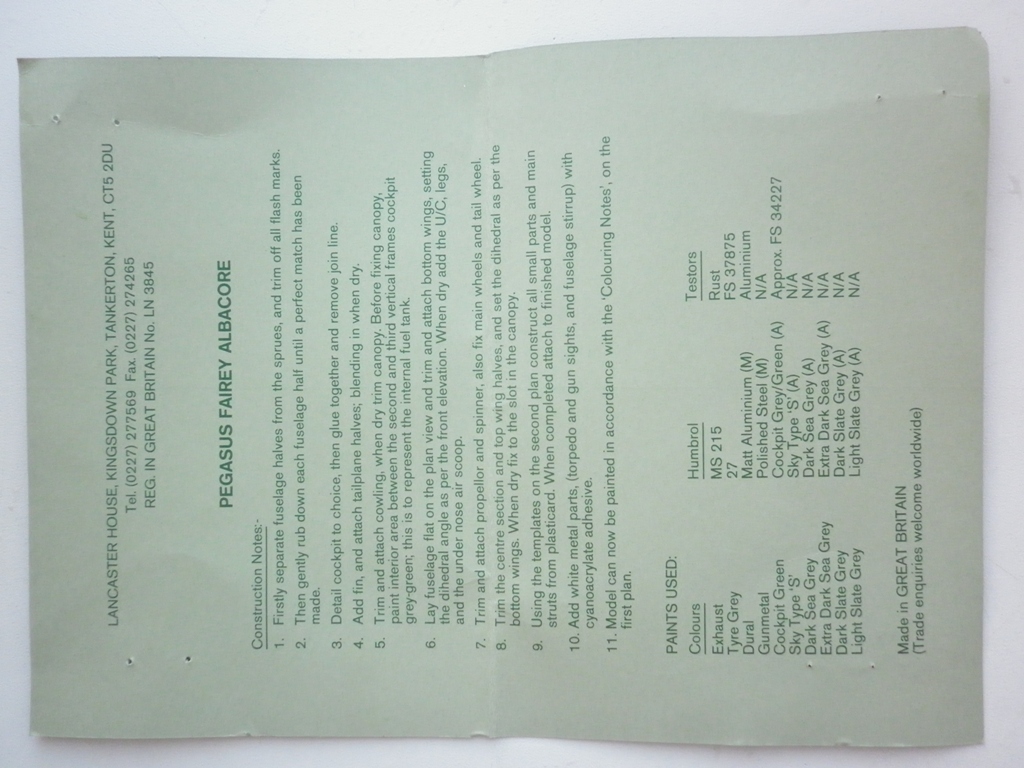 LANCASTER HOUSE, KINGSDOWN PARK, TANKERTON, KENT, CT5 2DU
Tel. (0227) 277569 Fax. (0227) 274265
REG. IN GREAT BRITAIN No. LN 3845
PEGASUS FAIREY ALBACORE
Construction Notes:-
1. Firstly separate fuselage halves from the sprues, and trim off all flash marks.
2. Then gently rub down each fuselage half until a perfect match has been
made.
3. Detail cockpit to choice, then glue together and remove join line.
4. Add fin, and attach tailplane halves; blending in when dry.
5. Trim and attach cowling, when dry trim canopy. Before fixing canopy,
paint interior area between the second and third vertical frames cockpit
grey-green; this is to represent the internal fuel tank.
6. Lay fuselage flat on the plan view and trim and attach bottom wings, setting
the dihedral angle as per the front elevation. When dry add the U/C, legs,
and the under nose air scoop.
7. Trim and attach propellor and spinner, also fix main wheels and tail wheel.
8. Trim the centre section and top wing halves, and set the dihedral as per the
bottom wings. When dry fix to the slot in the canopy.
9. Using the templates on the second plan construct all small parts and main
struts from plasticard. When completed attach to finished model.
10. Add white metal parts, (torpedo and gun sights, and fuselage stirrup) with
cyanoacrylate adhesive.
11. Model can now be painted in accordance with the 'Colouring Notes', on the
first plan.
PAINTS USED:
Colours Humbrol Testors
Exhaust MS 215 Rust
Tyre Grey 27 FS 37875
Dural Matt Aluminium (M) Aluminium
Gunmetal Polished Steel (M) N/A
Cockpit Green Cockpit Grey/Green (A) Approx. FS 34227
Sky Type 'S' Sky Type 'S' (A) N/A
Dark Sea Grey Dark Sea Grey (A) N/A
Extra Dark Sea Grey Extra Dark Sea Grey (A) N/A
Dark Slate Grey Dark Slate Grey (A) N/A
Light Slate Grey Light Slate Grey (A) N/A
Made in GREAT BRITAIN
(Trade enquiries welcome worldwide)